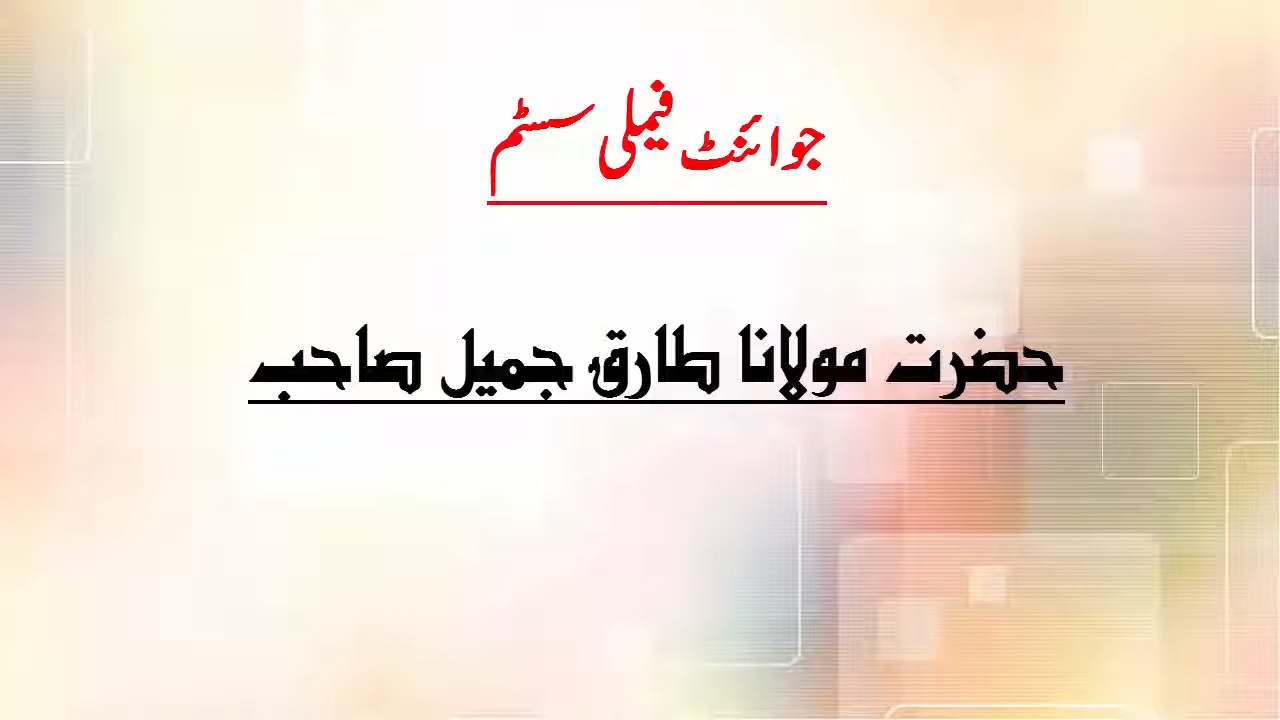 جوائنٹ فیملی سسٹم
حضرت مولانا طارق جمیل صاحب